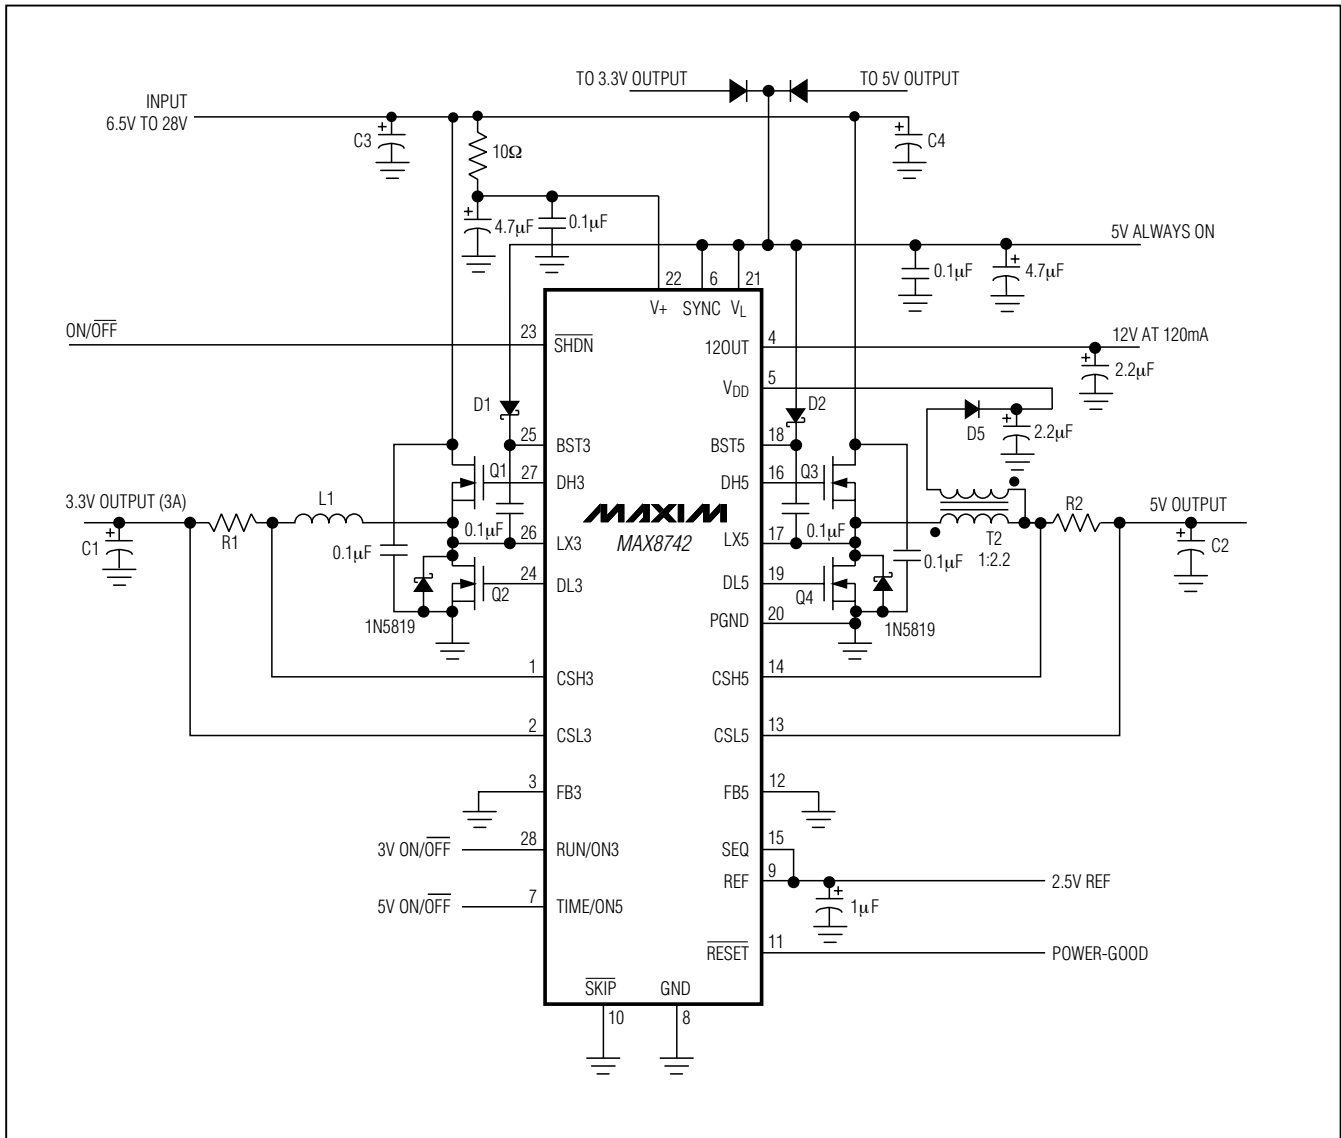 TO 3.3V OUTPUT
TO 5V OUTPUT
INPUT
6.5V TO 28V
C3
10Ω
C4
4.7µF
0.1µF
5V ALWAYS ON
0.1µF
4.7µF
22
6
21
V+
SYNC
VL
ON/OFF
23
SHDN
12OUT
4
12V AT 120mA
2.2µF
5
VDD
D1
D2
D5
2.2µF
25
BST3
BST5
18
Q1
27
DH3
DH5
16
Q3
3.3V OUTPUT (3A)
L1
MAXIM
R2
5V OUTPUT
C1
R1
0.1µF
0.1µF
26
LX3
MAX8742
LX5
17
0.1µF
0.1µF
T2
1:2.2
C2
24
DL3
DL5
19
Q2
Q4
1N5819
PGND
20
1N5819
1
CSH3
CSH5
14
2
CSL3
CSL5
13
3
FB3
FB5
12
3V ON/OFF
28
RUN/ON3
SEQ
15
REF
9
2.5V REF
5V ON/OFF
7
TIME/ON5
1µF
RESET
11
POWER-GOOD
SKIP
GND
10
8